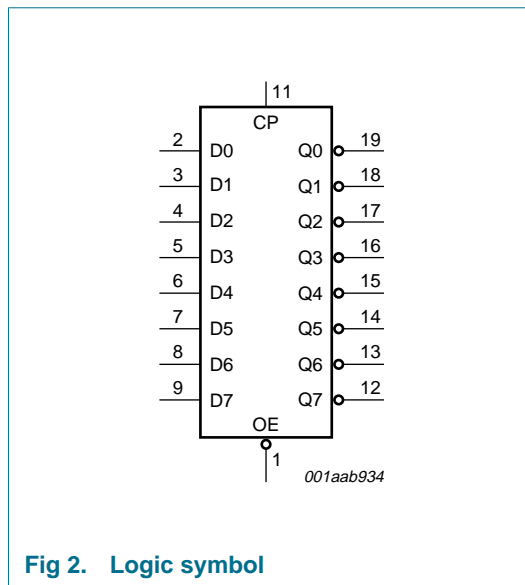 11
CP
2 D0 Q0 19
3 D1 Q1 18
4 D2 Q2 17
5 D3 Q3 16
6 D4 Q4 15
7 D5 Q5 14
8 D6 Q6 13
9 D7 Q7 12
OE
1
001aab934
Fig 2. Logic symbol